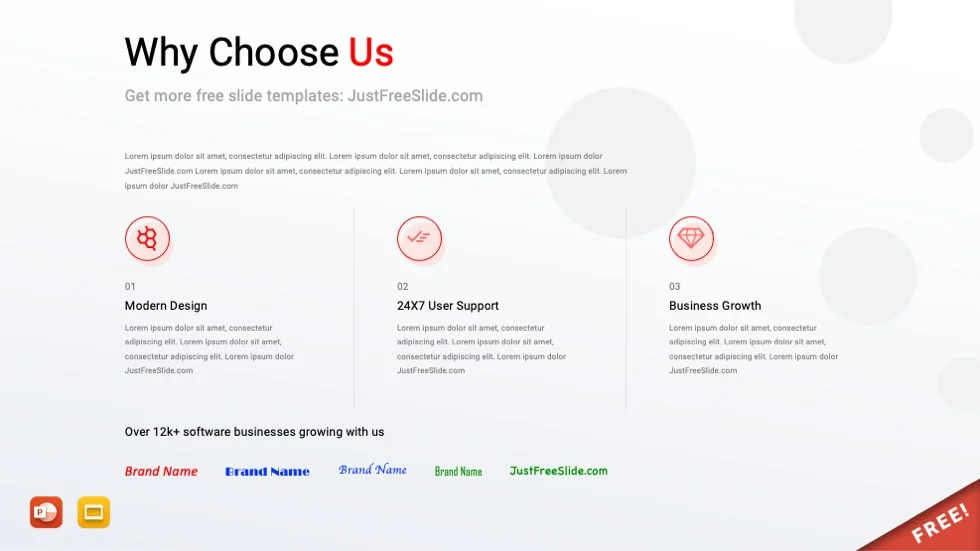 Why Choose Us
Get more free slide templates: JustFreeSlide.com
Lorem ipsum dolor sit amet, consectetur adipiscing elit. Lorem ipsum dolor sit amet, consectetur adipiscing elit. Lorem ipsum dolor
JustFreeSlide.com Lorem ipsum dolor sit amet, consectetur adipiscing elit. Lorem ipsum dolor sit amet, consectetur adipiscing elit. Lorem
ipsum dolor JustFreeSlide.com
01
Modern Design
Lorem ipsum dolor sit amet, consectetur
adipiscing elit. Lorem ipsum dolor sit amet,
consectetur adipiscing elit. Lorem ipsum dolor
JustFreeSlide.com
02
24X7 User Support
Lorem ipsum dolor sit amet, consectetur
adipiscing elit. Lorem ipsum dolor sit amet,
consectetur adipiscing elit. Lorem ipsum dolor
JustFreeSlide.com
03
Business Growth
Lorem ipsum dolor sit amet, consectetur
adipiscing elit. Lorem ipsum dolor sit amet,
consectetur adipiscing elit. Lorem ipsum dolor
JustFreeSlide.com
Over 12k+ software businesses growing with us
Brand Name
Brand Name
Brand Name
Brand Name
JustFreeSlide.com
P
FREE!